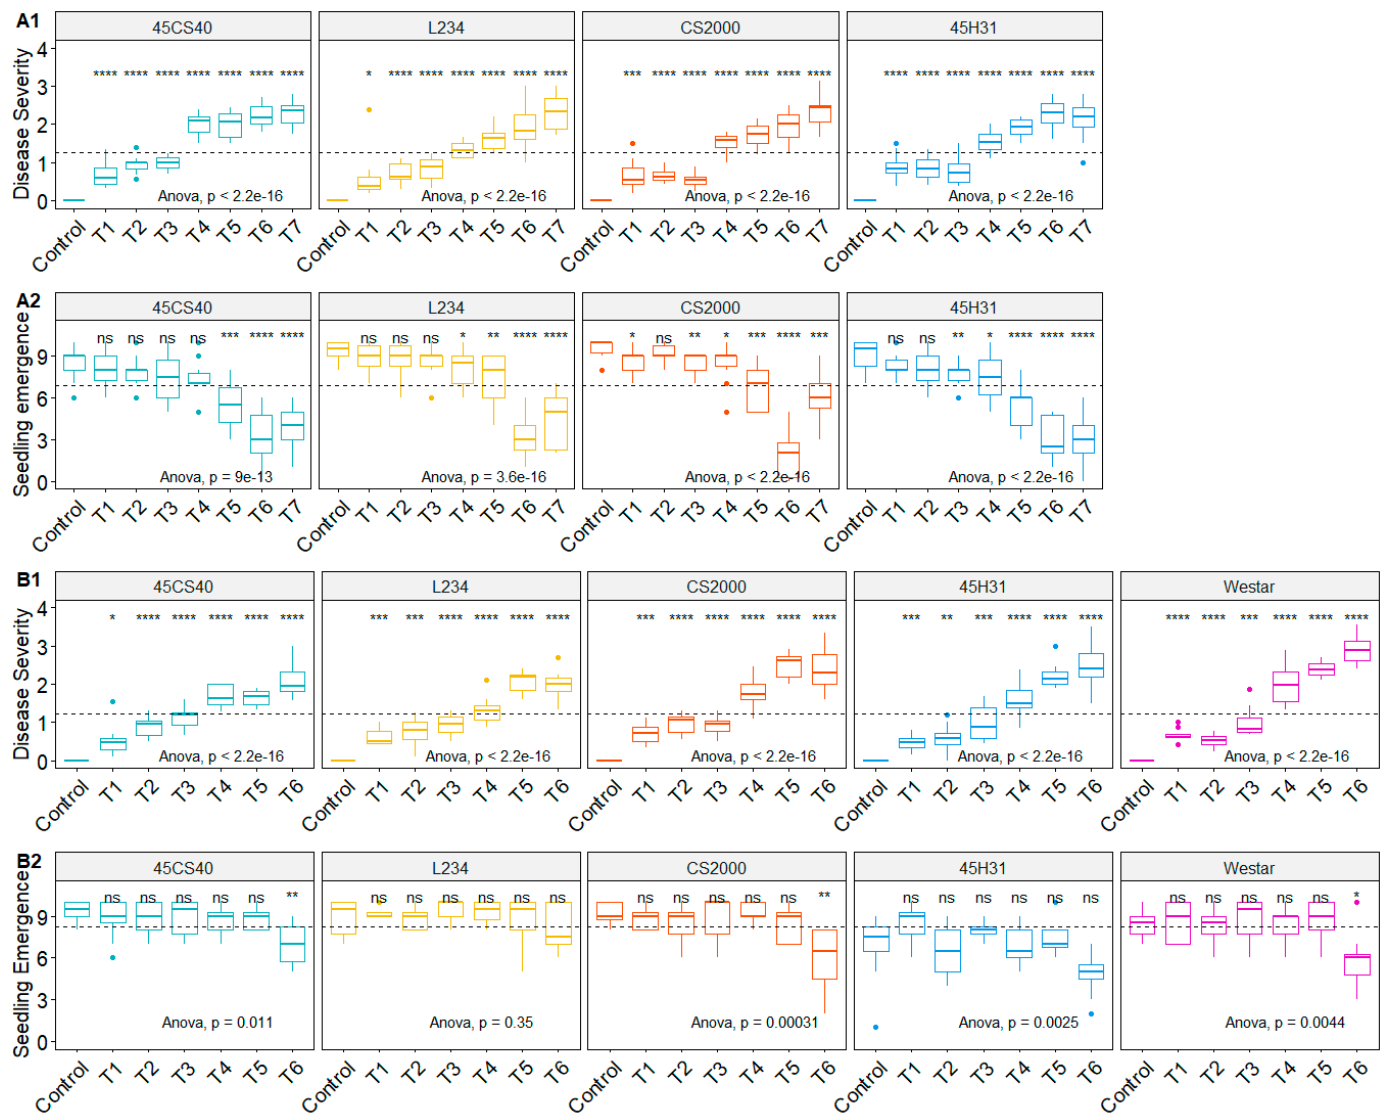 A1
45CS40 L234 CS2000 45H31
Disease Severity
4
3
2
1
0
**** **** **** **** **** **** ****
* **** **** **** **** **** ****
*** **** **** **** **** **** ****
**** **** **** **** **** **** ****
Anova, p < 2.2e-16 Anova, p < 2.2e-16 Anova, p < 2.2e-16 Anova, p < 2.2e-16
Control T1 T2 T3 T4 T5 T6 T7 Control T1 T2 T3 T4 T5 T6 T7 Control T1 T2 T3 T4 T5 T6 T7 Control T1 T2 T3 T4 T5 T6 T7
A2
45CS40 L234 CS2000 45H31
Seedling emergence
9
6
3
0
ns ns ns ns *** **** ****
ns ns ns * ** **** ****
* ns ** * *** **** ***
ns ns ** * **** **** ****
Anova, p = 9e-13 Anova, p = 3.6e-16 Anova, p < 2.2e-16 Anova, p < 2.2e-16
Control T1 T2 T3 T4 T5 T6 T7 Control T1 T2 T3 T4 T5 T6 T7 Control T1 T2 T3 T4 T5 T6 T7 Control T1 T2 T3 T4 T5 T6 T7
B1
45CS40 L234 CS2000 45H31 Westar
Disease Severity
4
3
2
1
0
* **** **** **** **** ****
*** *** **** **** **** ****
*** **** **** **** **** ****
*** ** *** **** **** ****
**** **** *** **** **** ****
Anova, p < 2.2e-16 Anova, p < 2.2e-16 Anova, p < 2.2e-16 Anova, p < 2.2e-16 Anova, p < 2.2e-16
Control T1 T2 T3 T4 T5 T6 Control T1 T2 T3 T4 T5 T6 Control T1 T2 T3 T4 T5 T6 Control T1 T2 T3 T4 T5 T6 Control T1 T2 T3 T4 T5 T6
B2
45CS40 L234 CS2000 45H31 Westar
Seedling Emergence
9
6
3
0
ns ns ns ns ns **
ns ns ns ns ns ns
ns ns ns ns ns **
ns ns ns ns ns ns
ns ns ns ns ns *
Anova, p = 0.011 Anova, p = 0.35 Anova, p = 0.00031 Anova, p = 0.0025 Anova, p = 0.0044
Control T1 T2 T3 T4 T5 T6 Control T1 T2 T3 T4 T5 T6 Control T1 T2 T3 T4 T5 T6 Control T1 T2 T3 T4 T5 T6 Control T1 T2 T3 T4 T5 T6